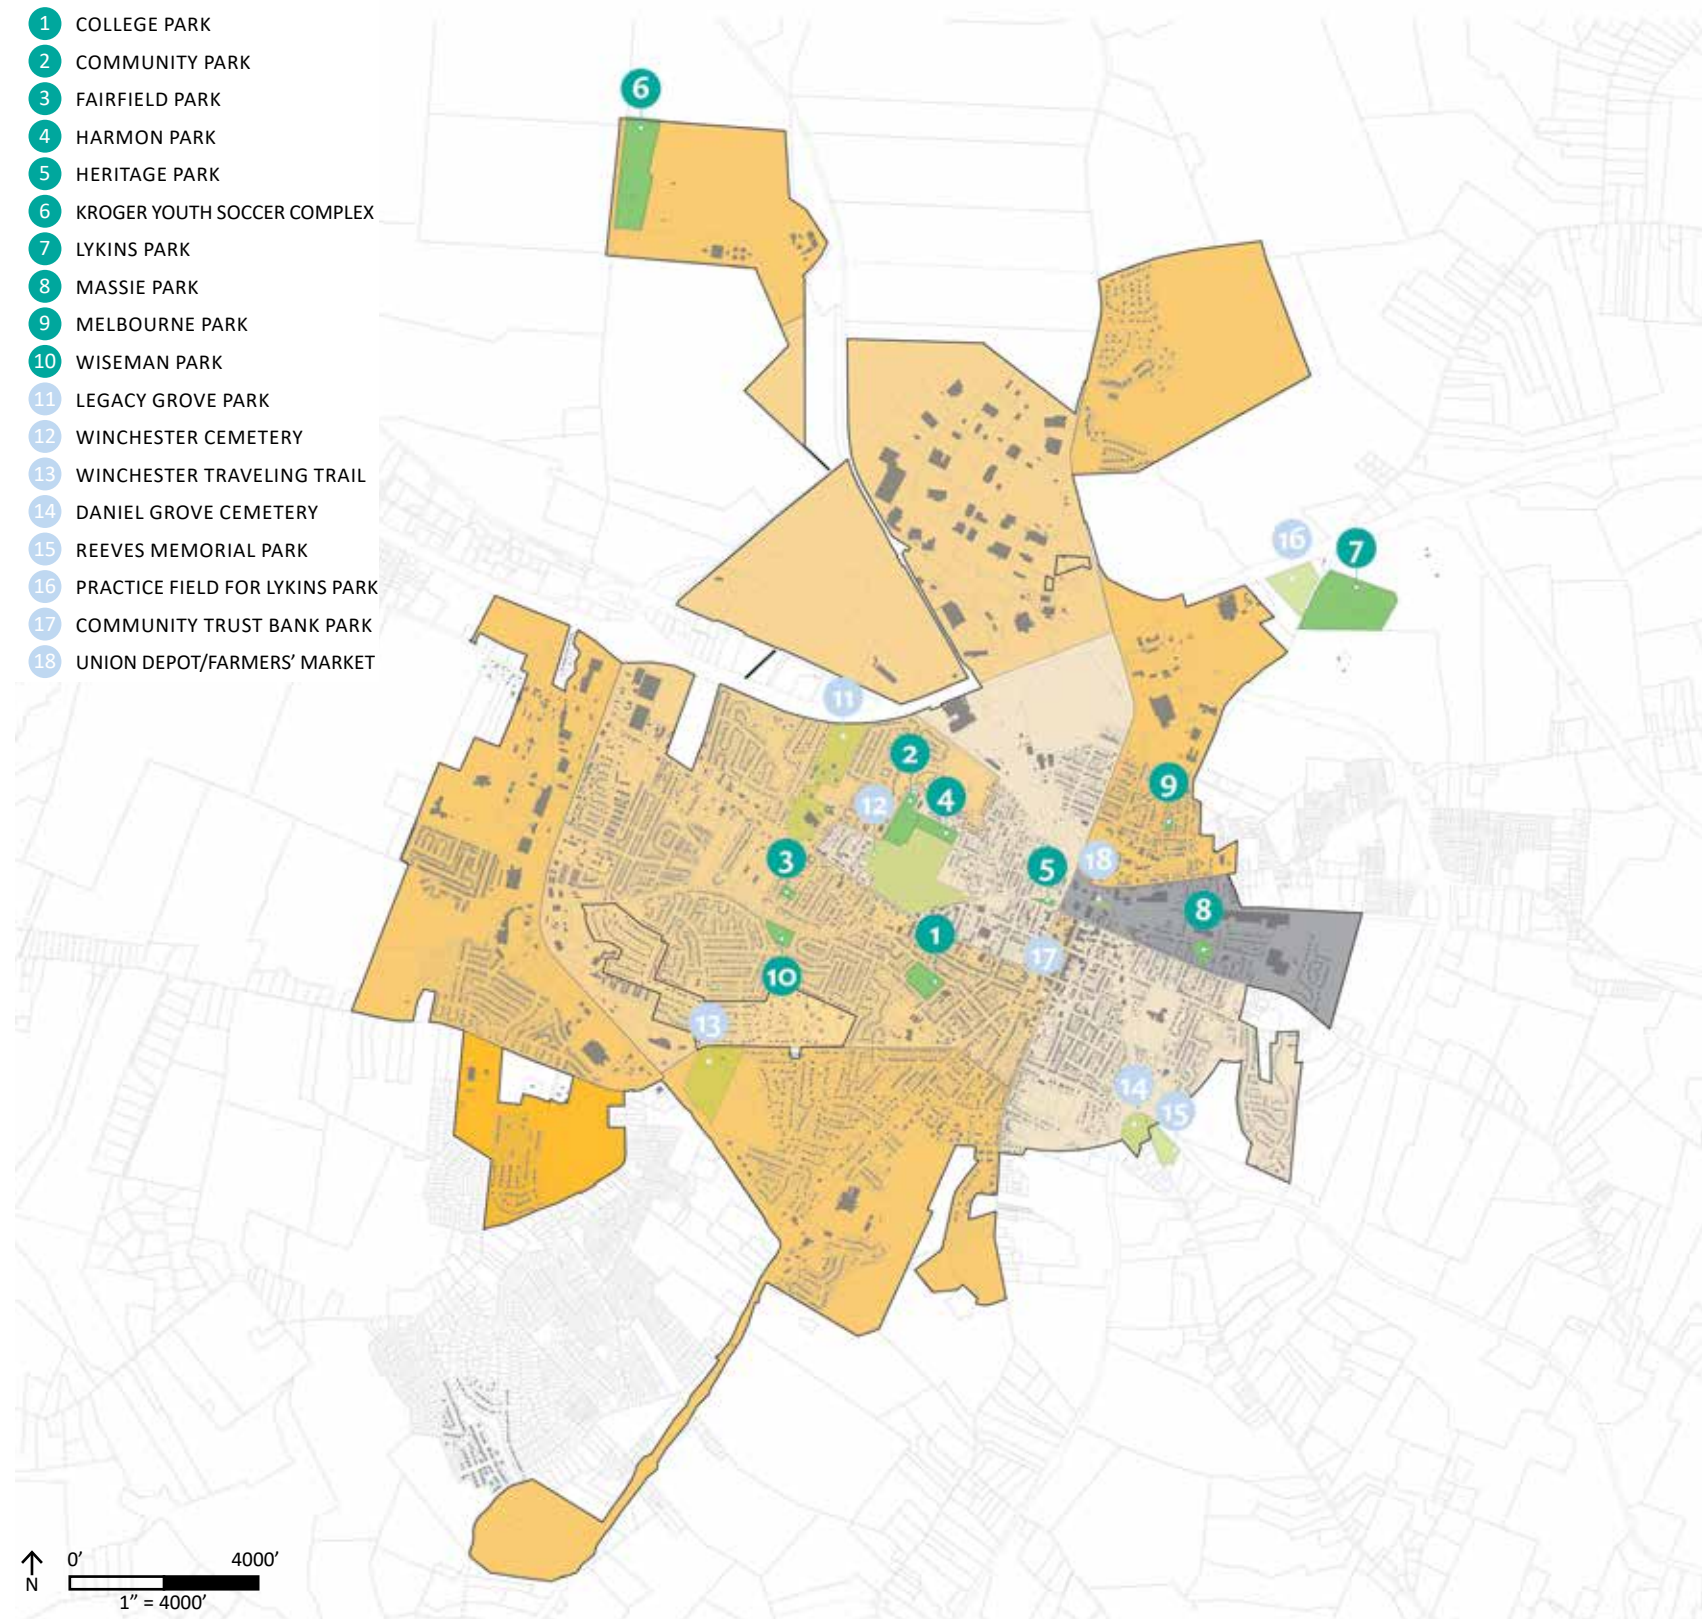 1 COLLEGE PARK
2 COMMUNITY PARK
3 FAIRFIELD PARK
4 HARMON PARK
5 HERITAGE PARK
6 KROGER YOUTH SOCCER COMPLEX
7 LYKINS PARK
8 MASSIE PARK
9 MELBOURNE PARK
10 WISEMAN PARK
11 LEGACY GROVE PARK
12 WINCHESTER CEMETERY
13 WINCHESTER TRAVELING TRAIL
14 DANIEL GROVE CEMETERY
15 REEVES MEMORIAL PARK
16 PRACTICE FIELD FOR LYKINS PARK
17 COMMUNITY TRUST BANK PARK
18 UNION DEPOT/FARMERS’ MARKET
6
16
7
11
2
9
4
12
3
18
5
8
1
17
10
13
14
15
0’ 4000’
N
1” = 4000’